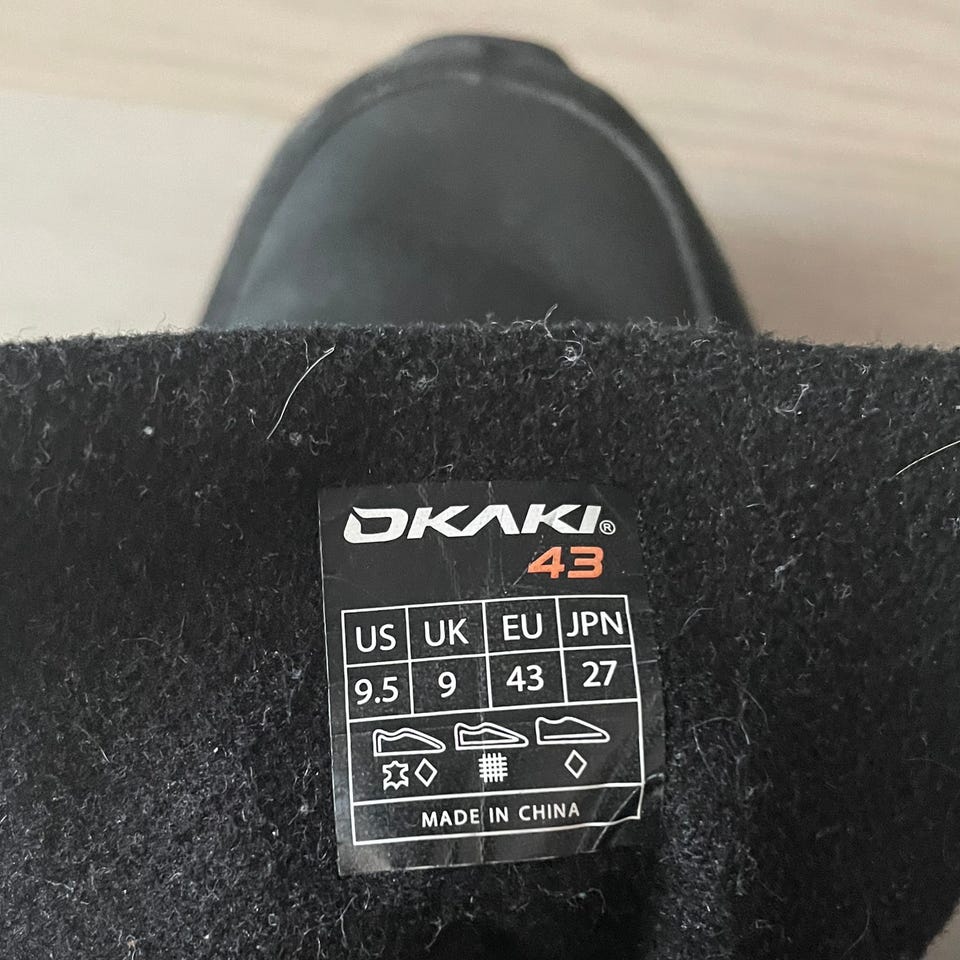 OKAKI®
43
US UK EU JPN
9.5 9 43 27
MADE IN CHINA